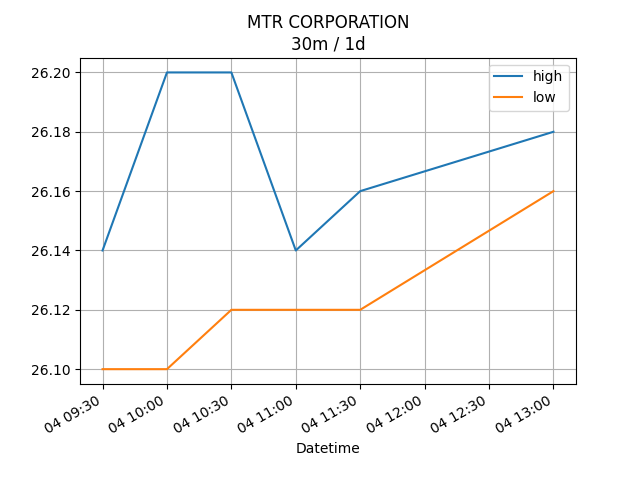 MTR CORPORATION
30m / 1d
high
low
26.20
26.18
26.16
26.14
26.12
26.10
04 09:30
04 10:00
04 10:30
04 11:00
04 11:30
04 12:00
04 12:30
04 13:00
Datetime